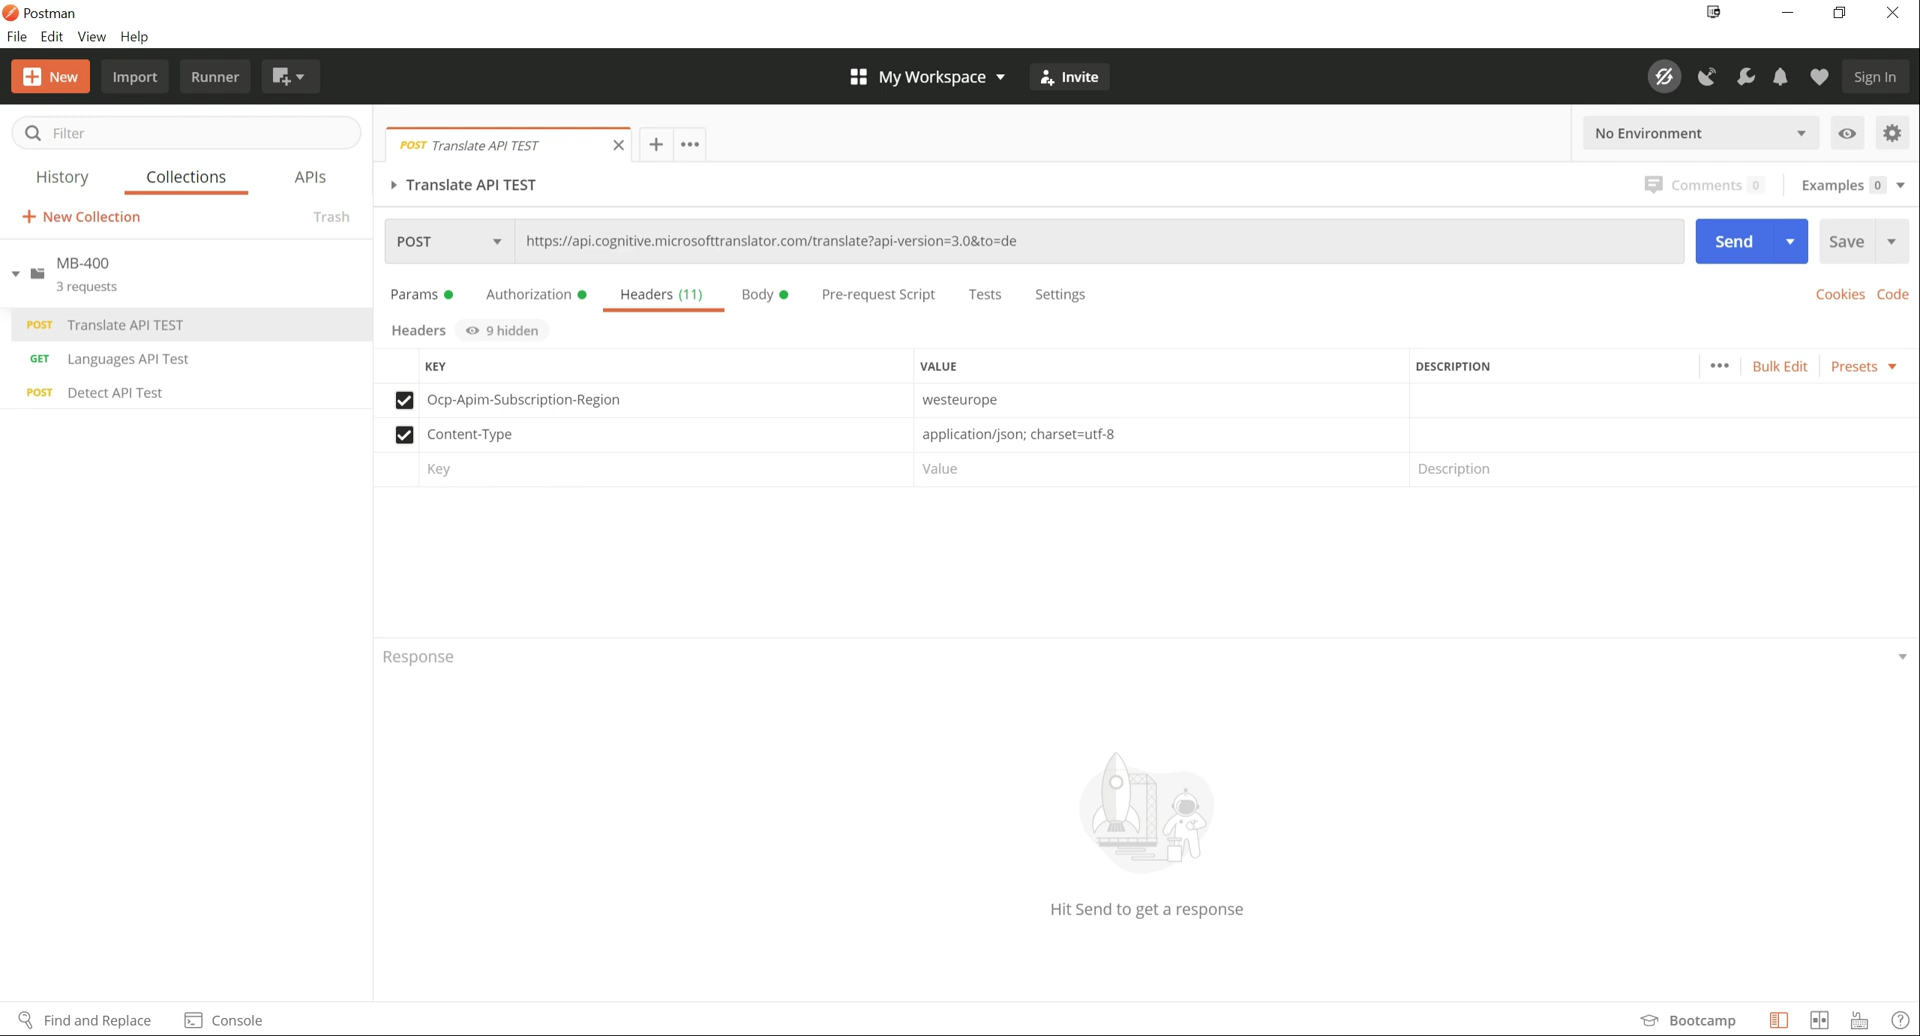 Postman
File Edit View Help
New Import Runner My Workspace Invite Sign In
Filter
History Collections APIs
New Collection Trash
MB-400
3 requests
POST Translate API TEST
GET Languages API Test
POST Detect API Test
POST Translate API TEST
No Environment
Translate API TEST
Comments 0 Examples 0
POST https://api.cognitive.microsofttranslator.com/translate?api-version=3.0&to=de Send Save
Params Authorization Headers (11) Body Pre-request Script Tests Settings Cookies Code
Headers 9 hidden
KEY VALUE DESCRIPTION Bulk Edit Presets
Ocp-Apim-Subscription-Region westeurope
Content-Type application/json; charset=utf-8
Key Value Description
Response
Hit Send to get a response
Find and Replace Console Bootcamp